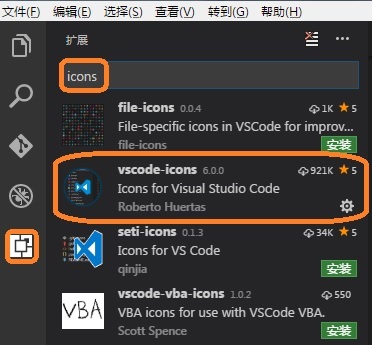 文件(F) 编辑(E) 选择(S) 查看(V) 转到(G) 帮助(H)
扩展
icons
file-icons 0.0.4 1K 5
File-specific icons in VSCode for improv...
file-icons 安装
vscode-icons 6.0.0 921K 5
Icons for Visual Studio Code
Roberto Huertas
seti-icons 0.1.3 34K 5
Icons for VS Code
qinjia 安装
VBA
vscode-vba-icons 1.0.2 550
VBA icons for use with VSCode VBA.
Scott Spence 安装